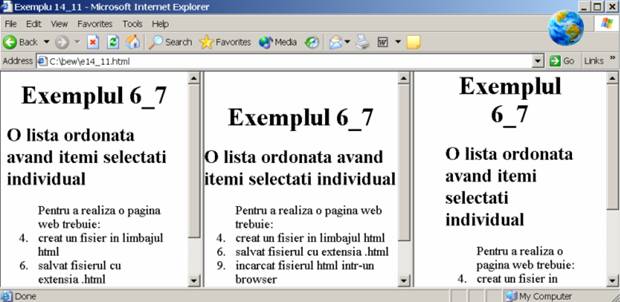 Exemplu 14_11 - Microsoft Internet Explorer
File Edit View Favorites Tools Help
Back Search Favorites Media
Address C:\bew\e14_11.html Go Links »
Exemplul 6_7
O lista ordonata
avand itemi selectati
individual
Pentru a realiza o pagina
web trebuie:
4. creat un fisier in limbajul
html
6. salvat fisierul cu
extensia .html
Exemplul 6_7
O lista ordonata avand
itemi selectati individual
Pentru a realiza o pagina web
trebuie:
4. creat un fisier in limbajul html
6. salvat fisierul cu extensia .html
9. incarcat fisierul html intr-un
browser
Exemplul
6_7
O lista ordonata
avand itemi
selectati
individual
Pentru a realiza o
pagina web trebuie:
4. creat un fisier in
Done My Computer